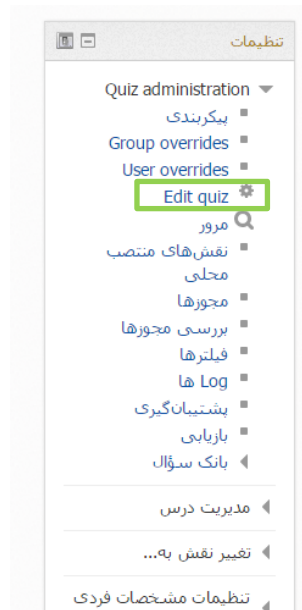 تنظیمات
Quiz administration
پیکربندی
Group overrides
User overrides
Edit quiz
مرور
نقش‌های منتصب
محلی
مجوزها
بررسی مجوزها
فیلترها
Log ها
پشتیبان‌گیری
بازیابی
بانک سؤال
مدیریت درس
تغییر نقش به...
تنظیمات مشخصات فردی